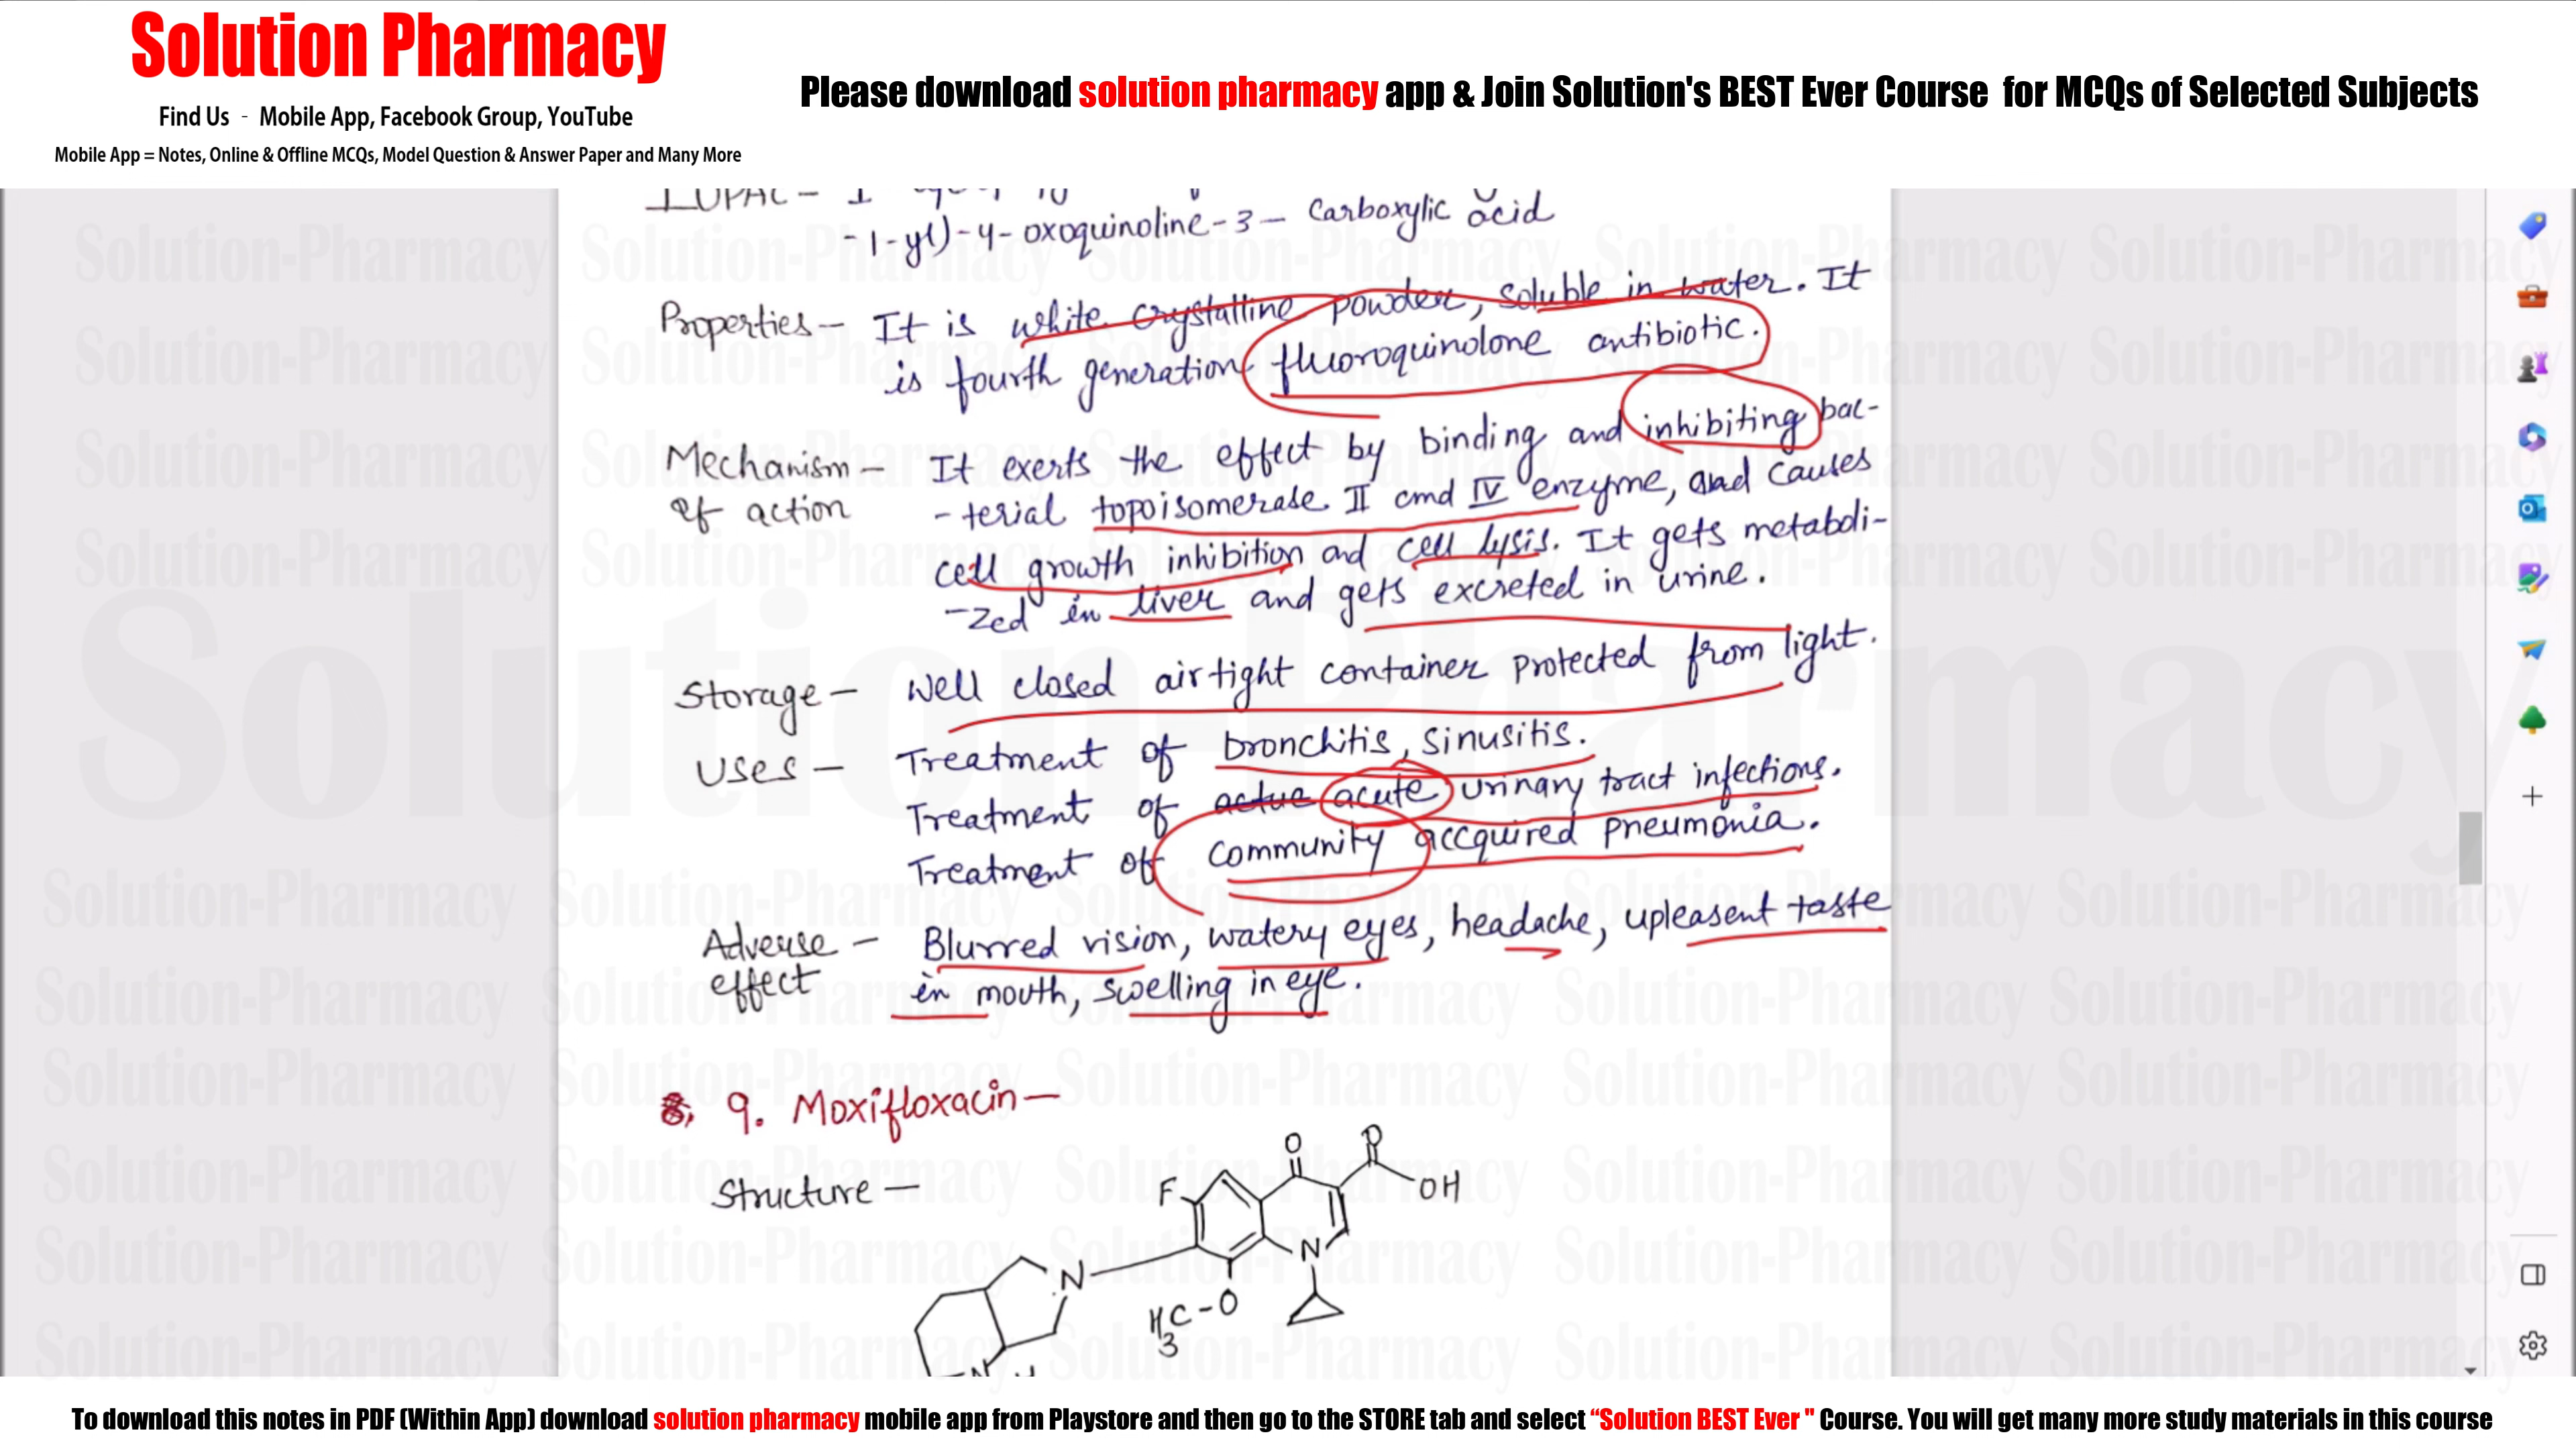 Solution Pharmacy
Find Us - Mobile App, Facebook Group, YouTube
Mobile App = Notes, Online & Offline MCQs, Model Question & Answer Paper and Many More
Please download solution pharmacy app & Join Solution's BEST Ever Course for MCQs of Selected Subjects
IUPAC -
-1-yl)-4-oxoquinoline-3- Carboxylic acid
Properties - It is white crystalline powder, soluble in water. It
is fourth generation fluoroquinolone antibiotic.
Mechanism - It exerts the effect by binding and inhibiting bac-
of action - terial topoisomerase II and IV enzyme, and causes
cell growth inhibition and cell lysis. It gets metaboli-
-zed in liver and gets excreted in urine.
Storage - Well closed airtight container protected from light.
Uses - Treatment of bronchitis, sinusitis.
Treatment of actue acute urinary tract infections.
Treatment of community accquired pneumonia.
Adverse - Blurred vision, watery eyes, headache, upleasent taste
effect in mouth, swelling in eye.
8, 9. Moxifloxacin -
Structure -
O O
F OH
N
N
H3C-O
N H
To download this notes in PDF (Within App) download solution pharmacy mobile app from Playstore and then go to the STORE tab and select “Solution BEST Ever " Course. You will get many more study materials in this course